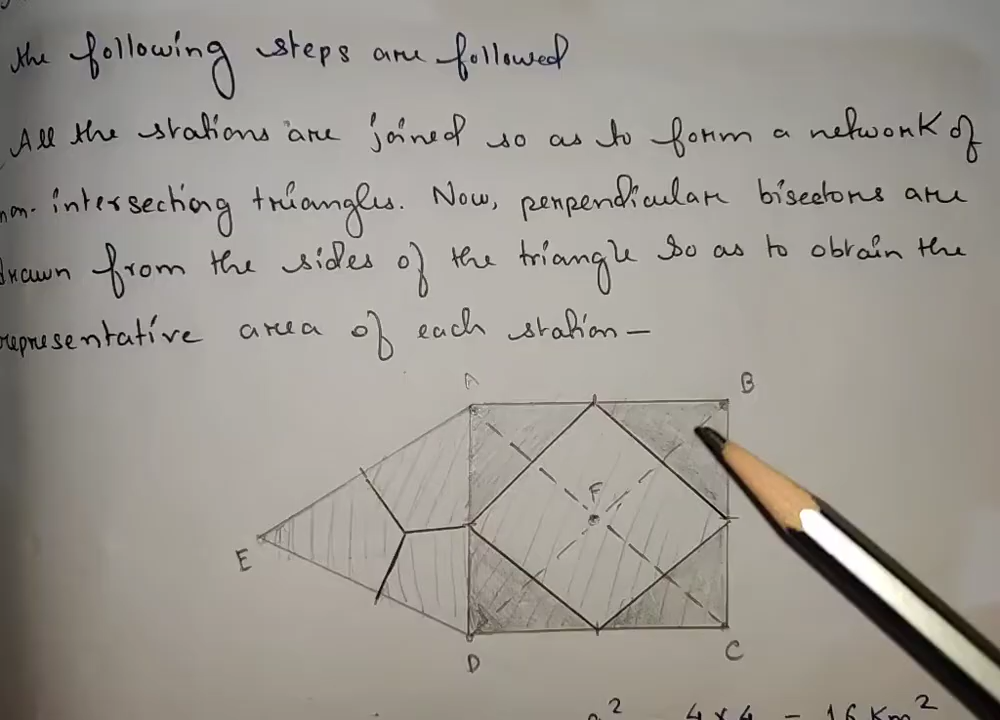 the following steps are followed
All the stations are joined so as to form a network of
non-intersecting triangles. Now, perpendicular bisectors are
drawn from the sides of the triangle so as to obtain the
representative area of each station —
A
B
F
E
D
C
a² 4x4 = 16 Km²